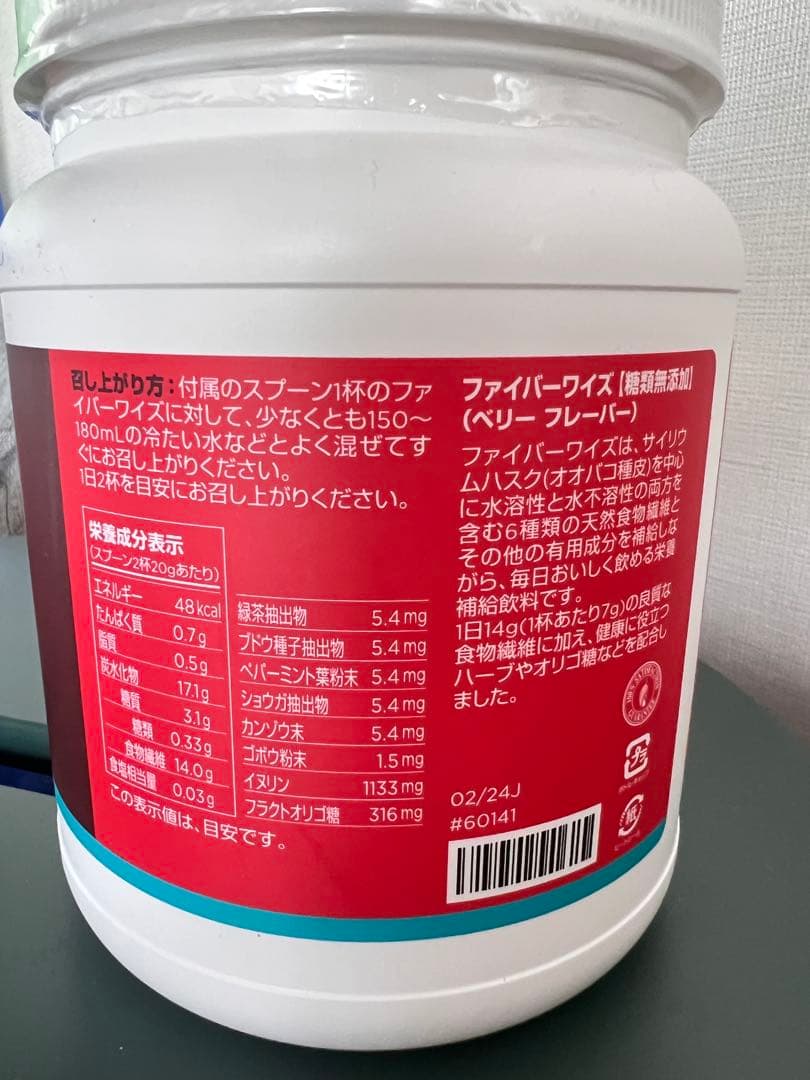 召し上がり方：付属のスプーン1杯のファ
イバーワイズに対して、少なくとも150～
180mLの冷たい水などとよく混ぜてす
ぐにお召し上がりください。
1日2杯を目安にお召し上がりください。
栄養成分表示
(スプーン2杯20gあたり)
エネルギー 48kcal
たんぱく質 0.7g
脂質 0.5g
炭水化物 17.1g
糖質 3.1g
糖類 0.33g
食物繊維 14.0g
食塩相当量 0.03g
緑茶抽出物 5.4mg
ブドウ種子抽出物 5.4mg
ペパーミント葉粉末 5.4mg
ショウガ抽出物 5.4mg
カンゾウ末 5.4mg
ゴボウ粉末 1.5mg
イヌリン 1133mg
フラクトオリゴ糖 316mg
この表示値は、目安です。
ファイバーワイズ【糖類無添加】
(ベリー フレーバー)
ファイバーワイズは、サイリウ
ムハスク(オオバコ種皮)を中心
に水溶性と水不溶性の両方を
含む6種類の天然食物繊維と
その他の有用成分を補給しな
がら、毎日おいしく飲める栄養
補給飲料です。
1日14g(1杯あたり7g)の良質な
食物繊維に加え、健康に役立つ
ハーブやオリゴ糖などを配合し
ました。
プラ
紙
02/24J
#60141